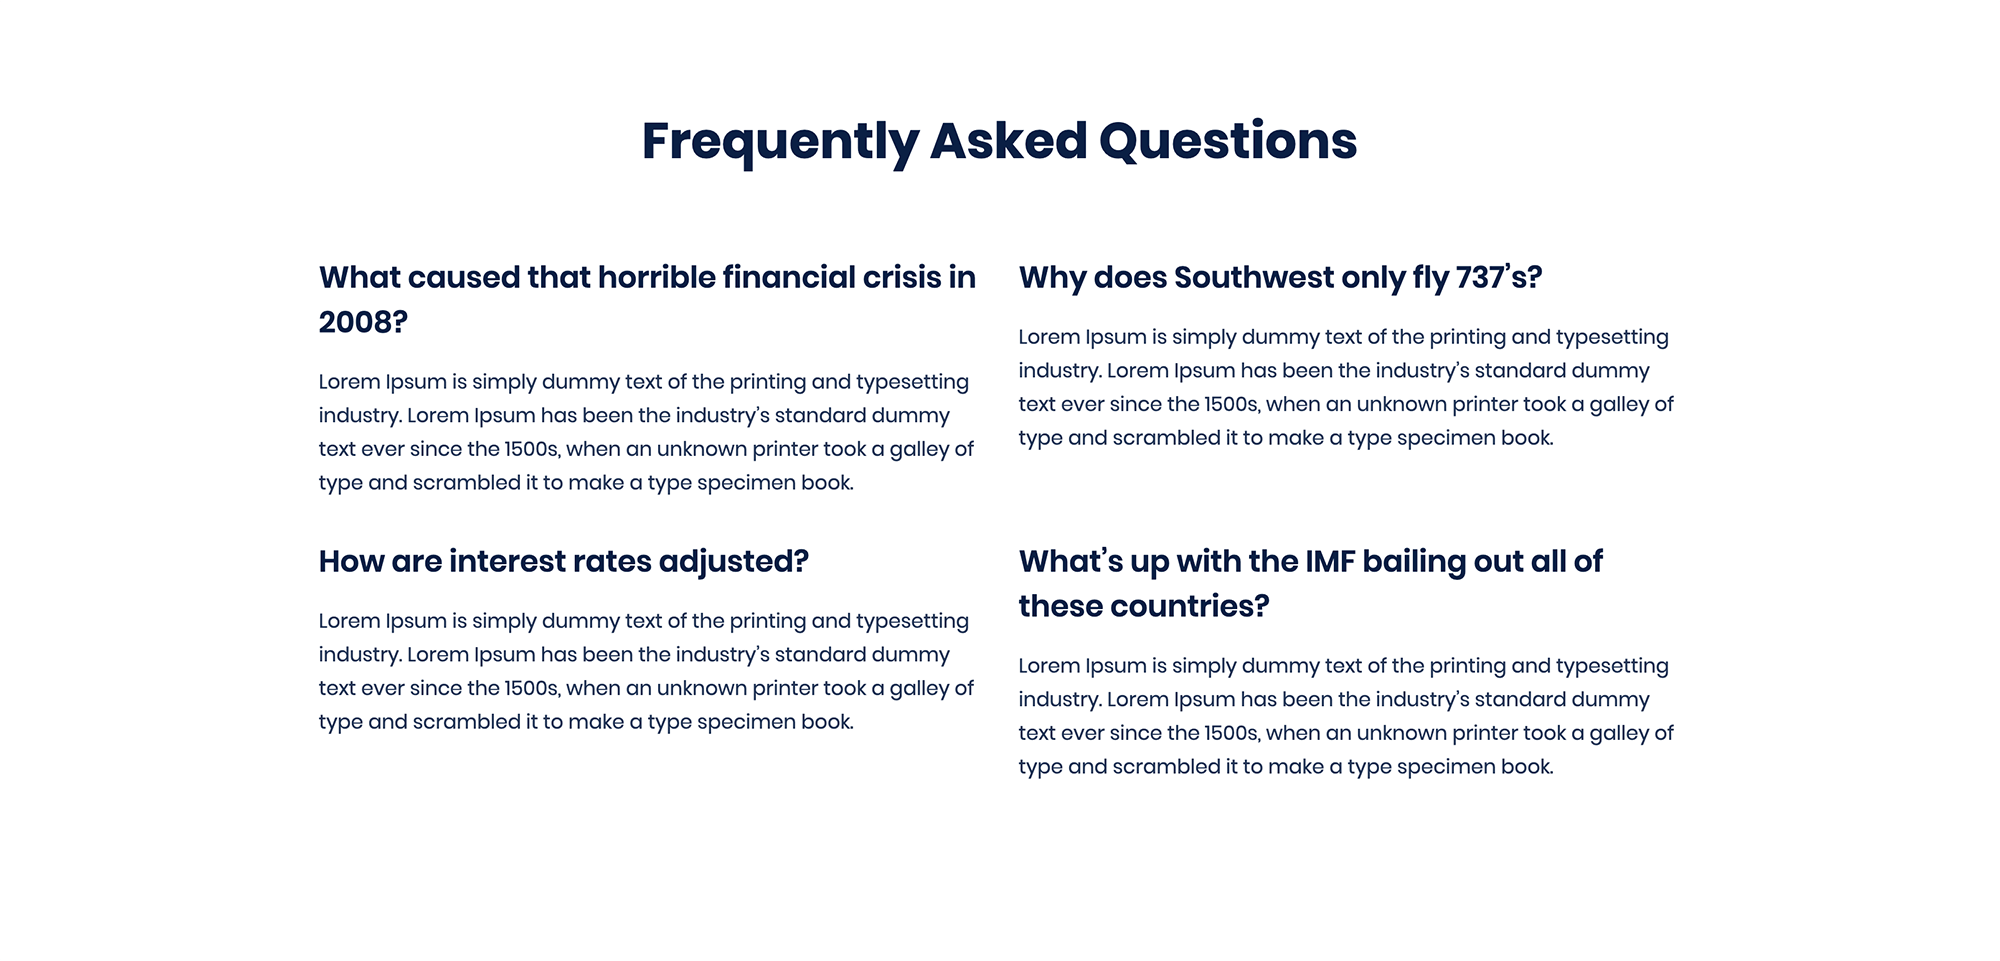 Frequently Asked Questions
What caused that horrible financial crisis in
2008?
Lorem Ipsum is simply dummy text of the printing and typesetting
industry. Lorem Ipsum has been the industry’s standard dummy
text ever since the 1500s, when an unknown printer took a galley of
type and scrambled it to make a type specimen book.
Why does Southwest only fly 737’s?
Lorem Ipsum is simply dummy text of the printing and typesetting
industry. Lorem Ipsum has been the industry’s standard dummy
text ever since the 1500s, when an unknown printer took a galley of
type and scrambled it to make a type specimen book.
How are interest rates adjusted?
Lorem Ipsum is simply dummy text of the printing and typesetting
industry. Lorem Ipsum has been the industry’s standard dummy
text ever since the 1500s, when an unknown printer took a galley of
type and scrambled it to make a type specimen book.
What’s up with the IMF bailing out all of
these countries?
Lorem Ipsum is simply dummy text of the printing and typesetting
industry. Lorem Ipsum has been the industry’s standard dummy
text ever since the 1500s, when an unknown printer took a galley of
type and scrambled it to make a type specimen book.